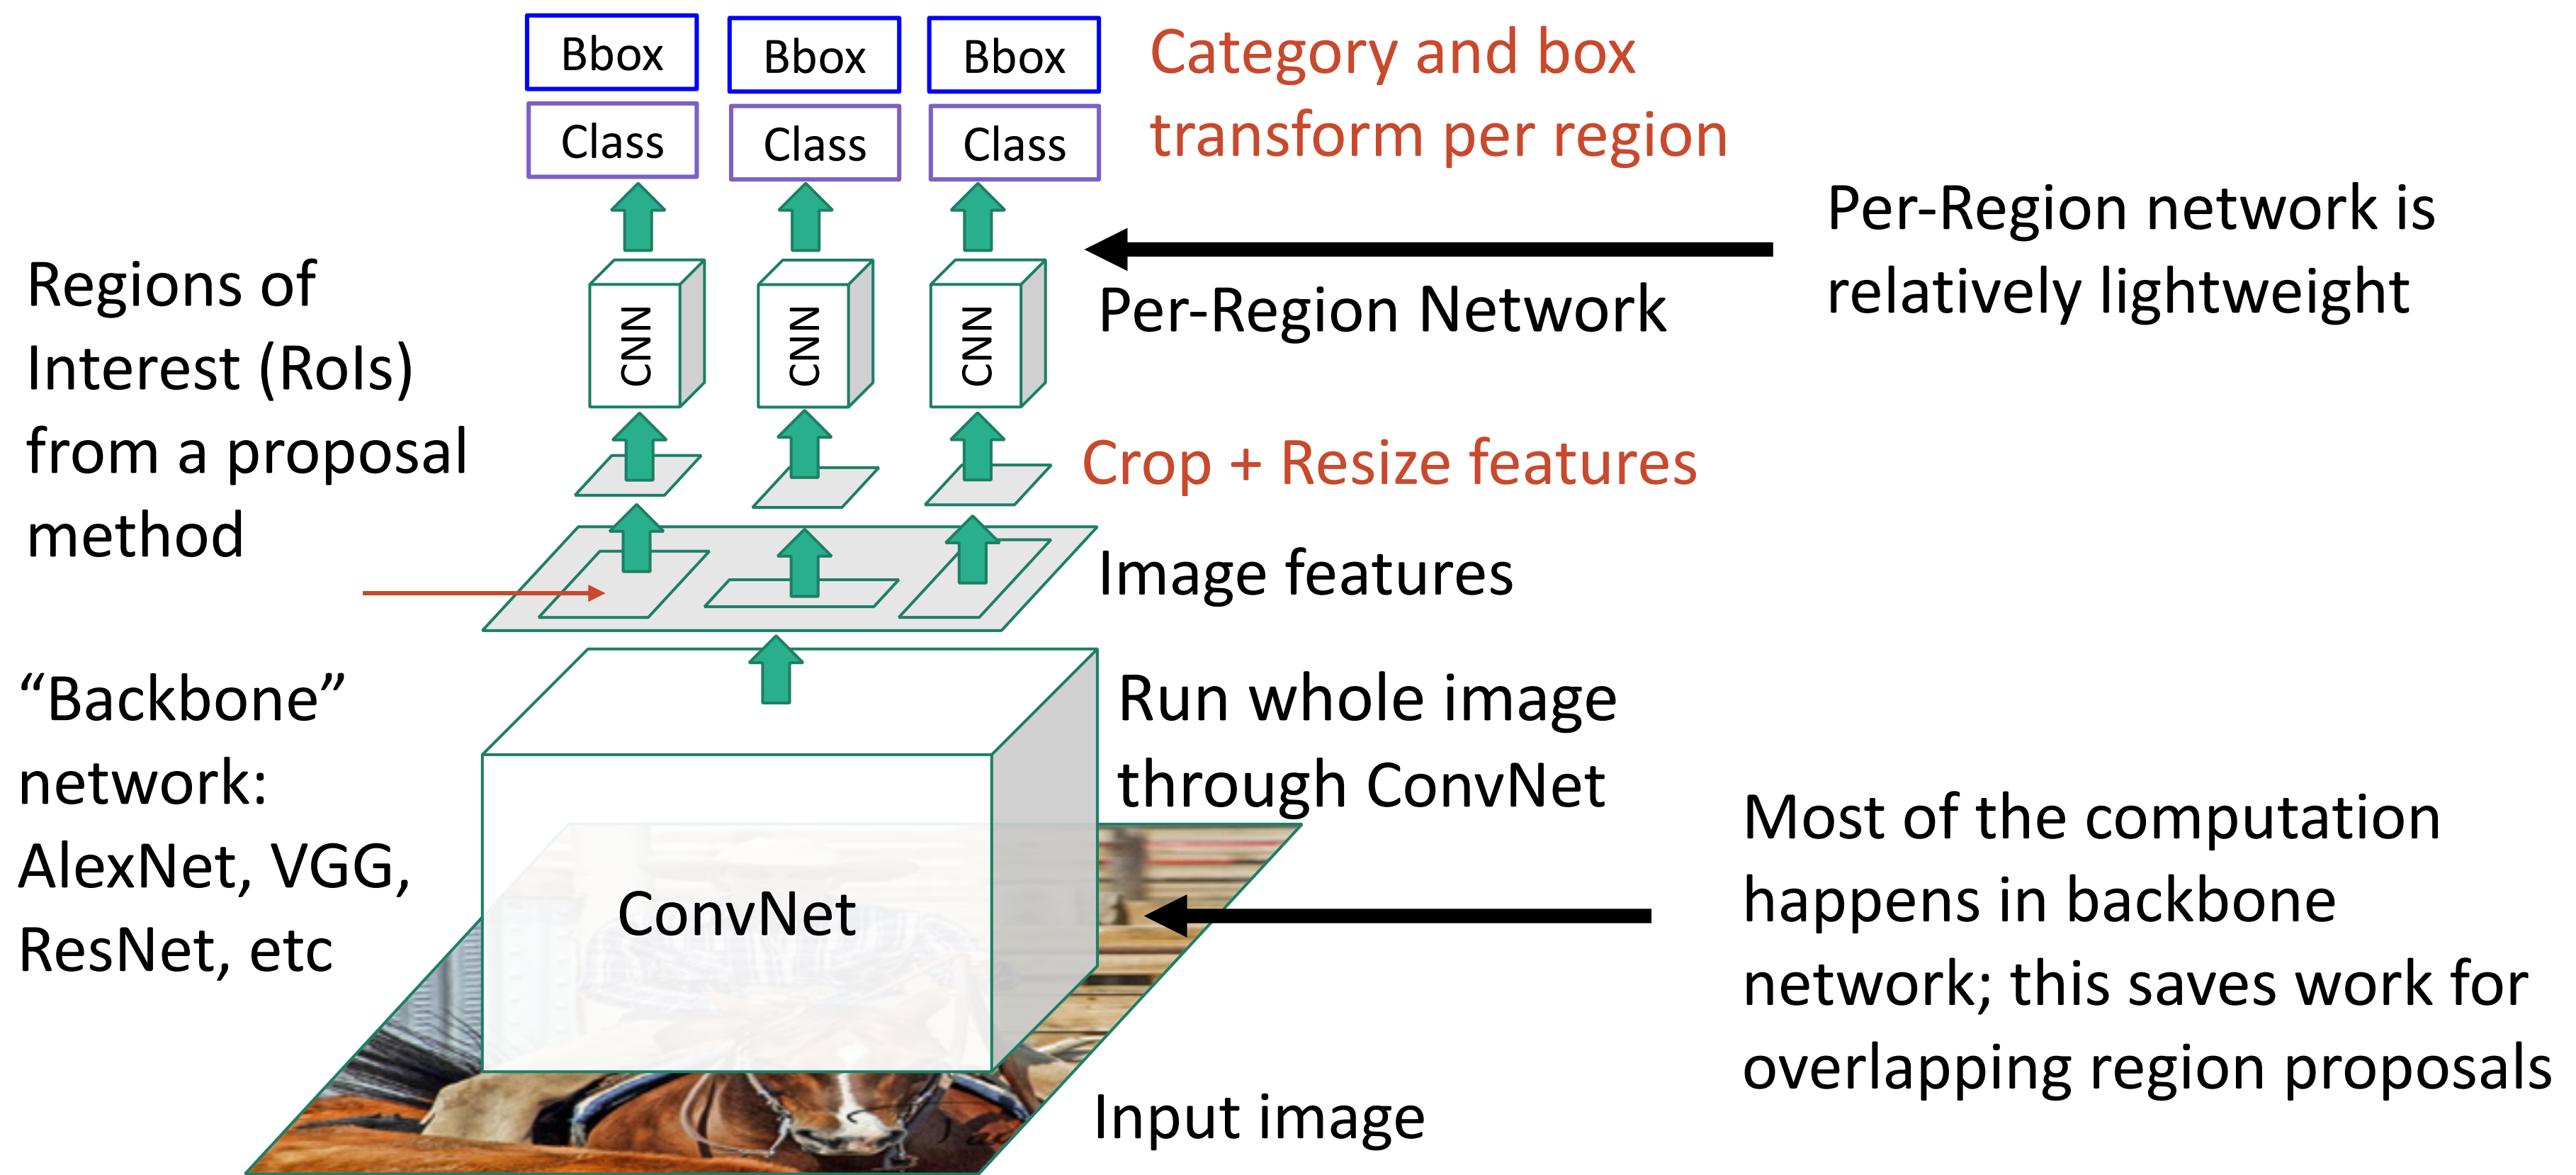 Bbox
Bbox
Bbox
Class
Class
Class
Category and box
transform per region
Per-Region network is
relatively lightweight
Regions of
Interest (RoIs)
from a proposal
method
CNN
CNN
CNN
Per-Region Network
Crop + Resize features
Image features
“Backbone”
network:
AlexNet, VGG,
ResNet, etc
Run whole image
through ConvNet
ConvNet
Most of the computation
happens in backbone
network; this saves work for
overlapping region proposals
Input image